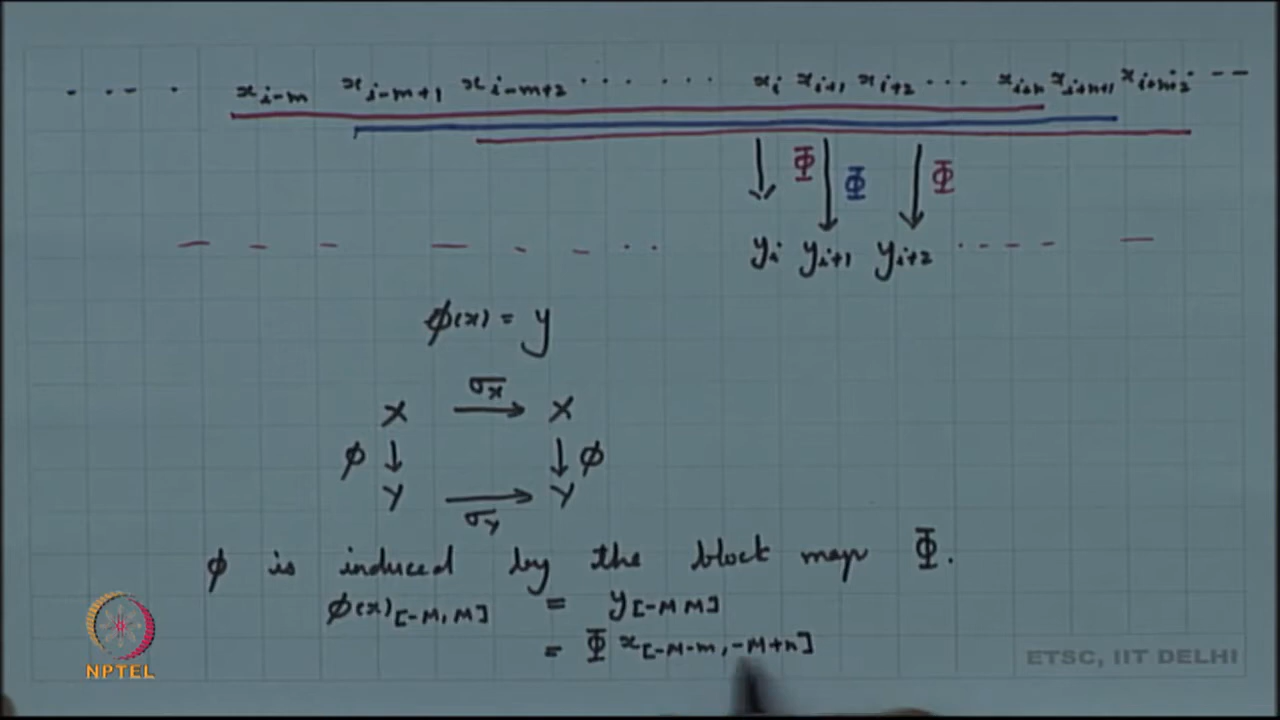 - - - - · x_{i-m} x_{i-m+1} x_{i-m+2} · · · · · · x_i x_{i+1} x_{i+2} · · · x_{i+n} x_{i+n+1} x_{i+n+2} · - -
Φ Φ Φ
y_i y_{i+1} y_{i+2} · · - - -
ϕ(x) = y
σ_X
X → X
ϕ ↓ ↓ ϕ
Y → Y
σ_Y
ϕ is induced by the block map Φ.
ϕ(x)_{[-M, M]} = y_{[-M M]}
= Φ x_{[-M-m, -M+n]}
NPTEL
ETSC, IIT DELHI